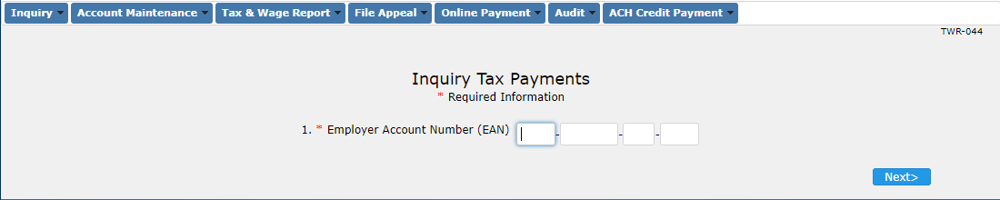 Inquiry Account Maintenance Tax & Wage Report File Appeal Online Payment Audit ACH Credit Payment
TWR-044
Inquiry Tax Payments
* Required Information
1. * Employer Account Number (EAN) - - -
Next>